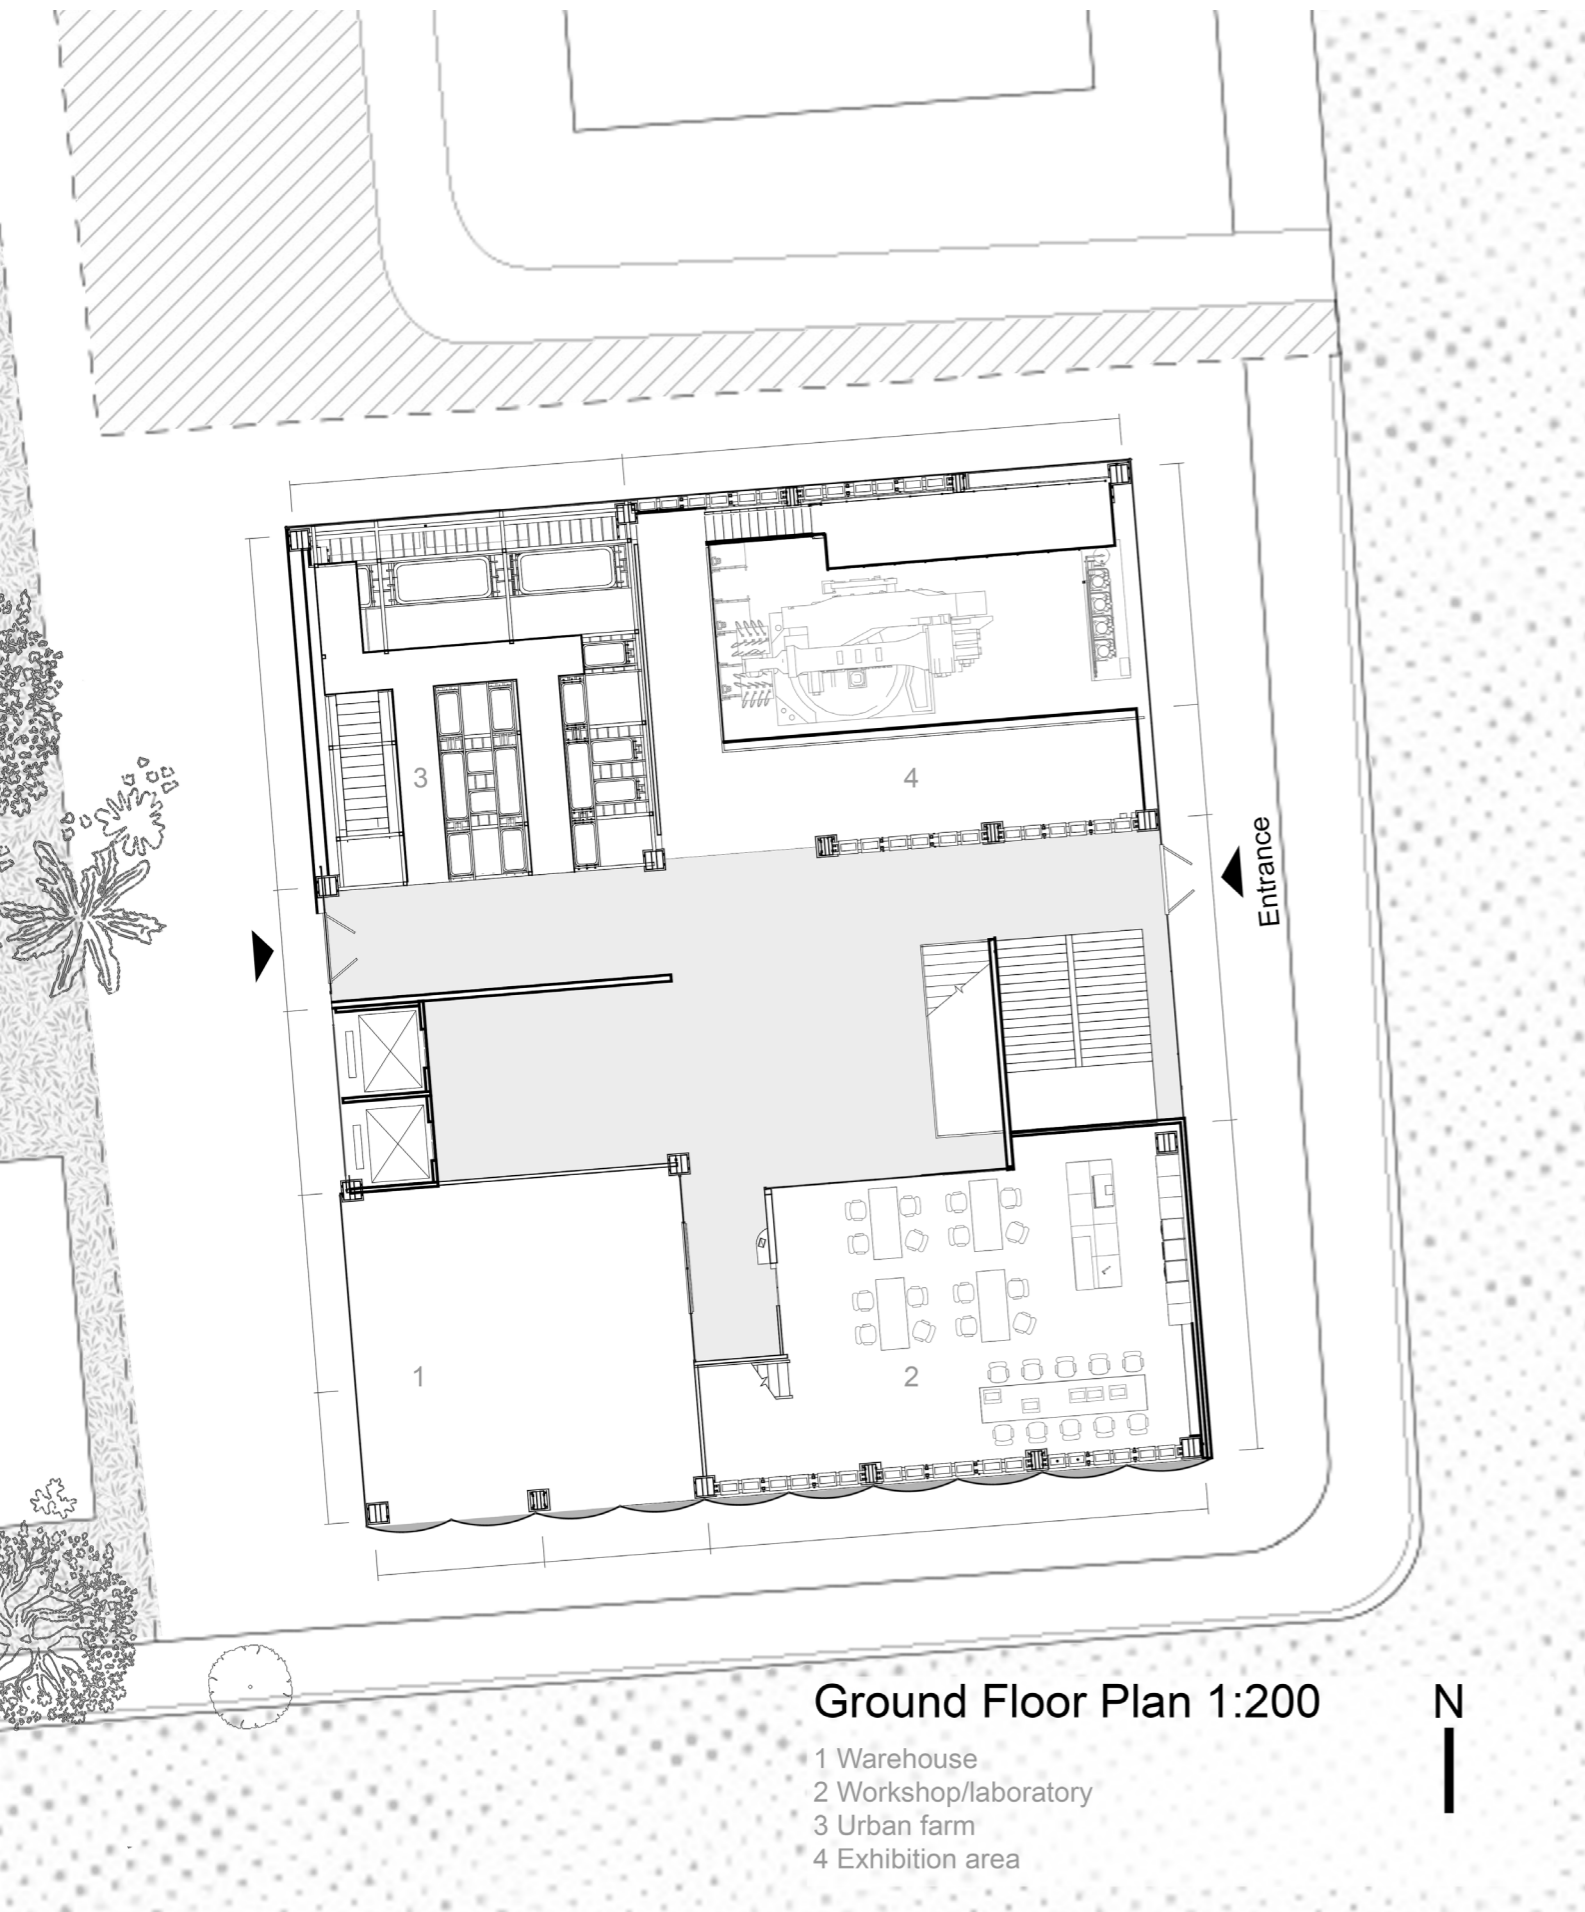 3
4
Entrance
1
2
Ground Floor Plan 1:200
N
1 Warehouse
2 Workshop/laboratory
3 Urban farm
4 Exhibition area